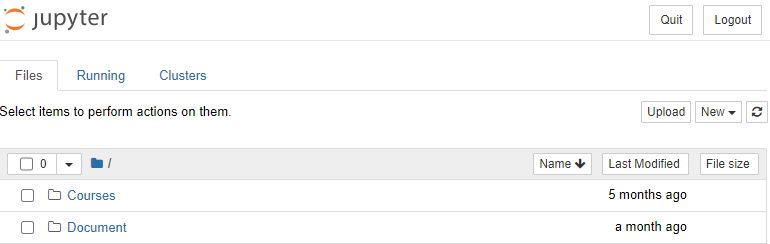 jupyter Quit Logout
Files Running Clusters
Select items to perform actions on them. Upload New
0 / Name Last Modified File size
Courses 5 months ago
Document a month ago